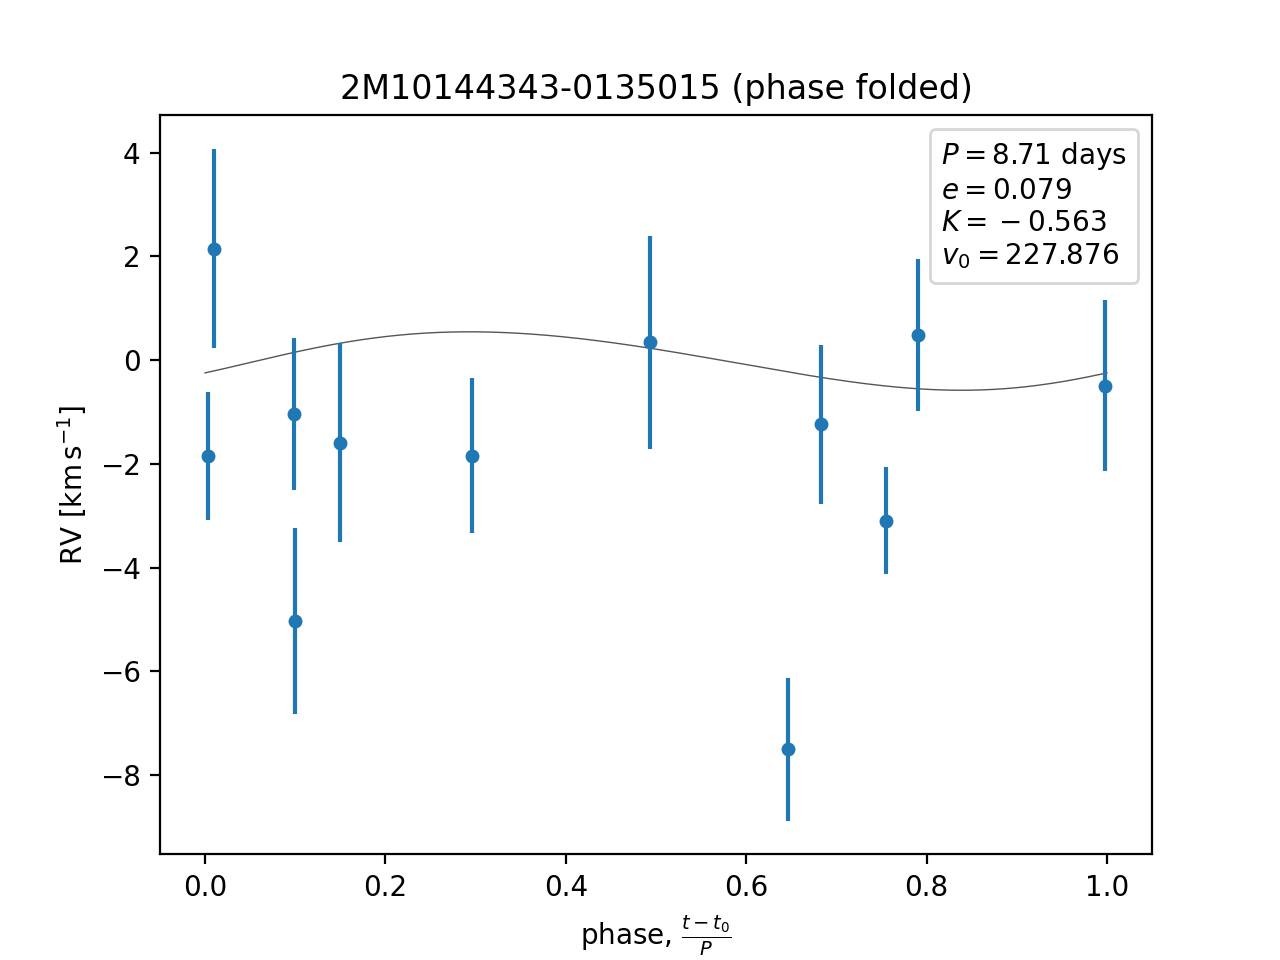 2M10144343-0135015 (phase folded)
P = 8.71 days
e = 0.079
K = −0.563
v₀ = 227.876
4
2
0
−2
−4
−6
−8
RV [km s⁻¹]
0.0 0.2 0.4 0.6 0.8 1.0
phase, (t − t₀)/P